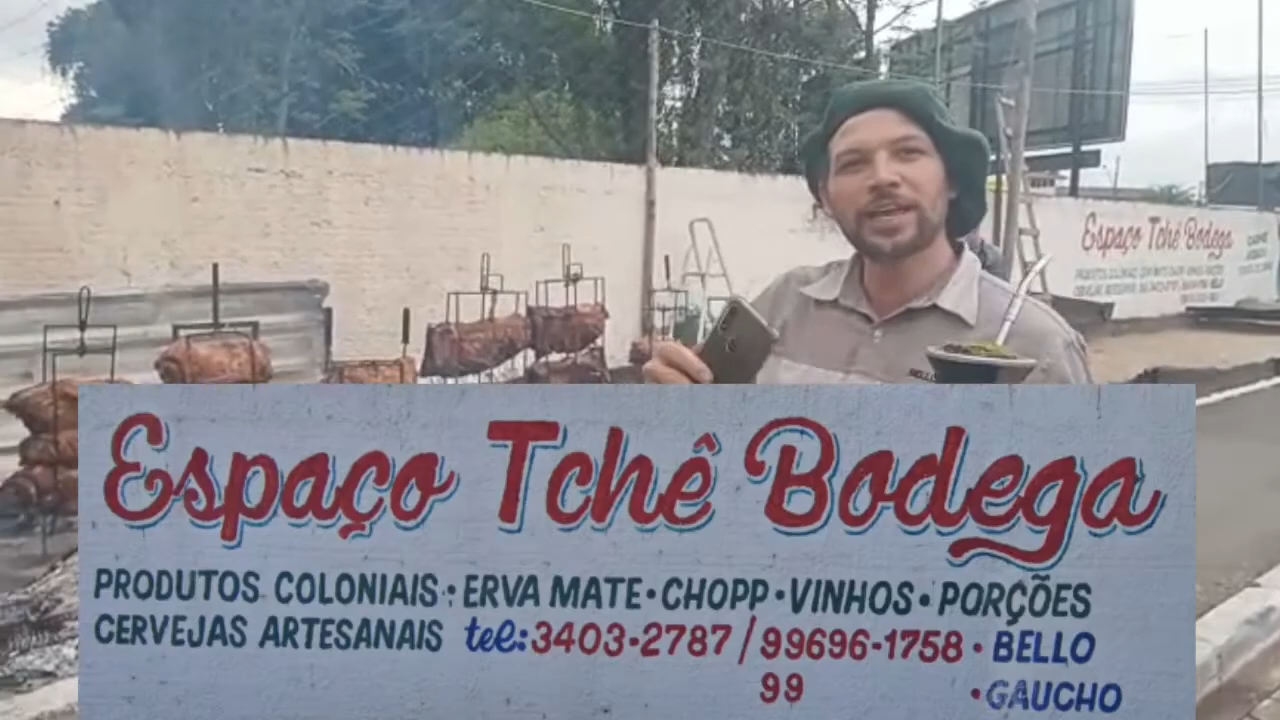 Espaço Tchê Bodega
Espaço Tchê Bodega
PRODUTOS COLONIAIS • ERVA MATE • CHOPP • VINHOS • PORÇÕES
CERVEJAS ARTESANAIS tel: 3403-2787 / 99696-1758 • BELLO
99 • GAUCHO